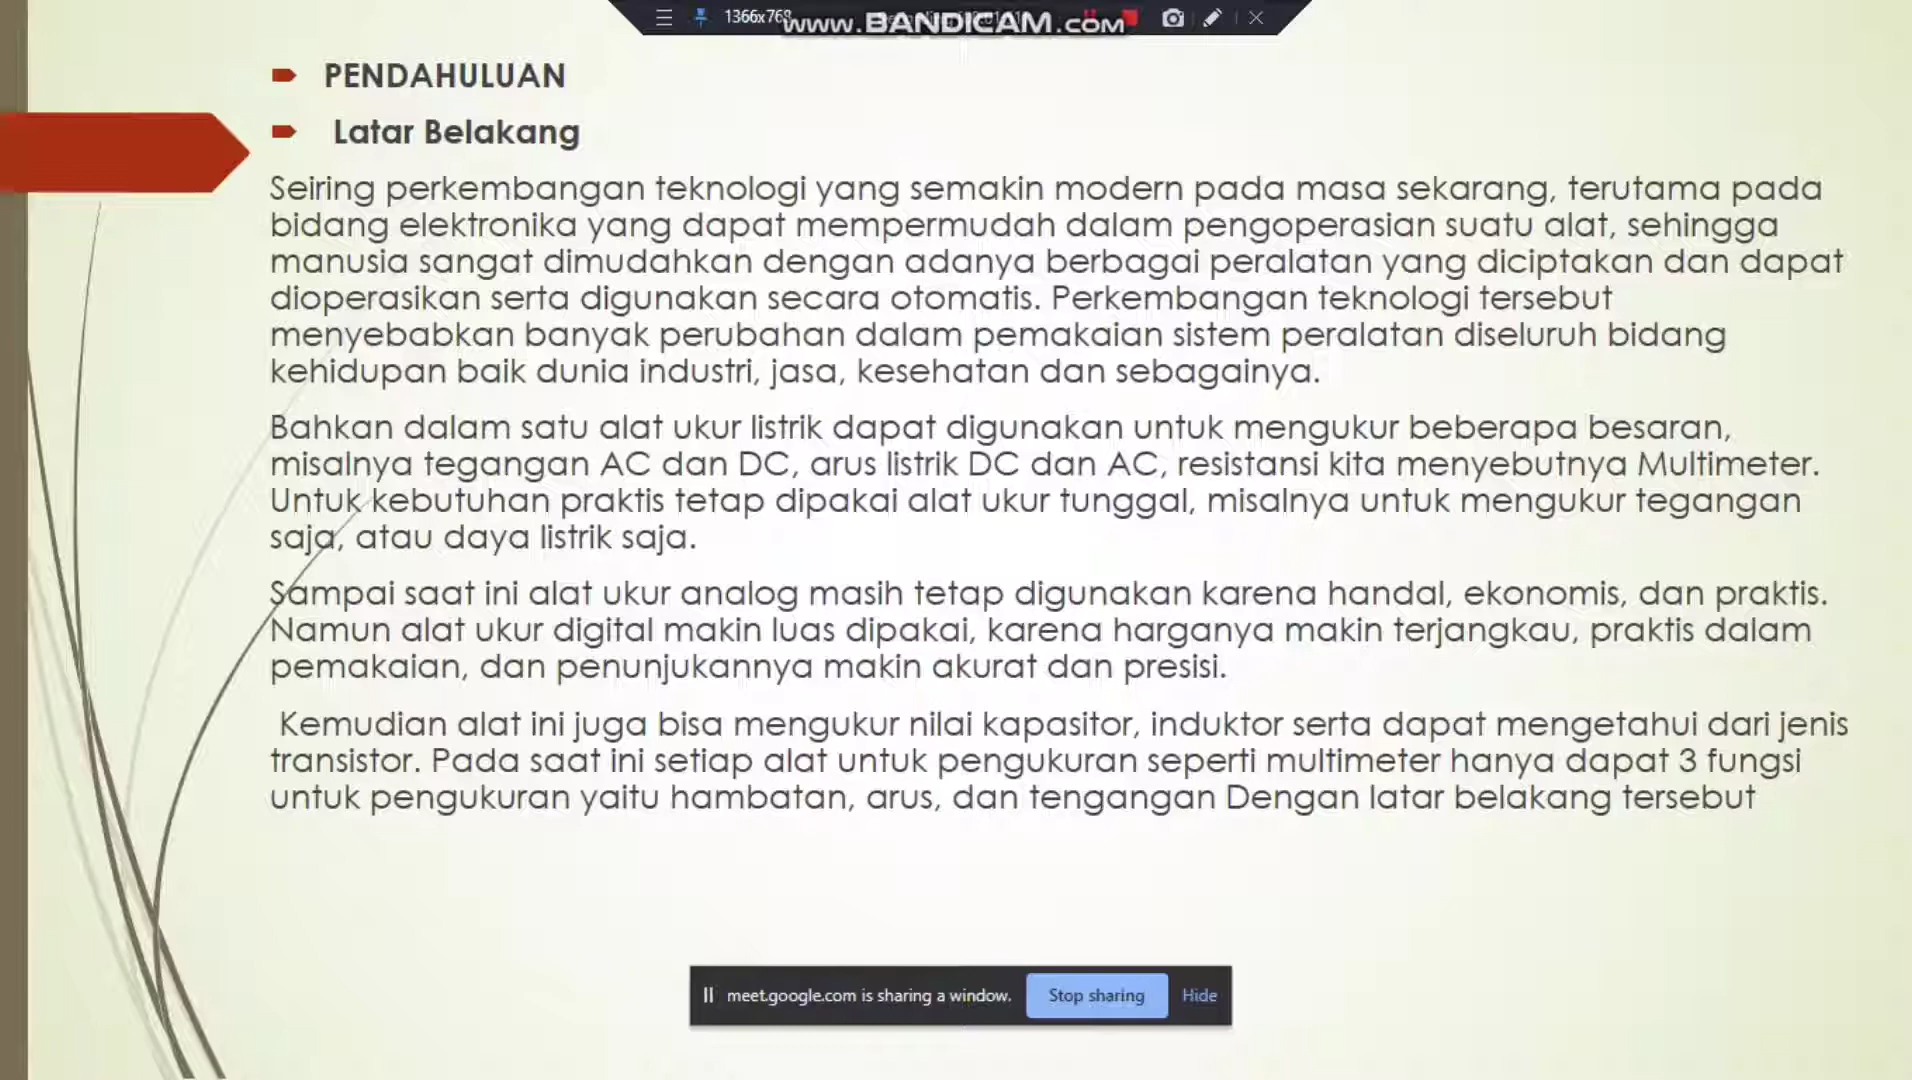 1366x768
www.BANDICAM.com
PENDAHULUAN
Latar Belakang
Seiring perkembangan teknologi yang semakin modern pada masa sekarang, terutama pada
bidang elektronika yang dapat mempermudah dalam pengoperasian suatu alat, sehingga
manusia sangat dimudahkan dengan adanya berbagai peralatan yang diciptakan dan dapat
dioperasikan serta digunakan secara otomatis. Perkembangan teknologi tersebut
menyebabkan banyak perubahan dalam pemakaian sistem peralatan diseluruh bidang
kehidupan baik dunia industri, jasa, kesehatan dan sebagainya.
Bahkan dalam satu alat ukur listrik dapat digunakan untuk mengukur beberapa besaran,
misalnya tegangan AC dan DC, arus listrik DC dan AC, resistansi kita menyebutnya Multimeter.
Untuk kebutuhan praktis tetap dipakai alat ukur tunggal, misalnya untuk mengukur tegangan
saja, atau daya listrik saja.
Sampai saat ini alat ukur analog masih tetap digunakan karena handal, ekonomis, dan praktis.
Namun alat ukur digital makin luas dipakai, karena harganya makin terjangkau, praktis dalam
pemakaian, dan penunjukannya makin akurat dan presisi.
Kemudian alat ini juga bisa mengukur nilai kapasitor, induktor serta dapat mengetahui dari jenis
transistor. Pada saat ini setiap alat untuk pengukuran seperti multimeter hanya dapat 3 fungsi
untuk pengukuran yaitu hambatan, arus, dan tengangan Dengan latar belakang tersebut
meet.google.com is sharing a window. Stop sharing Hide